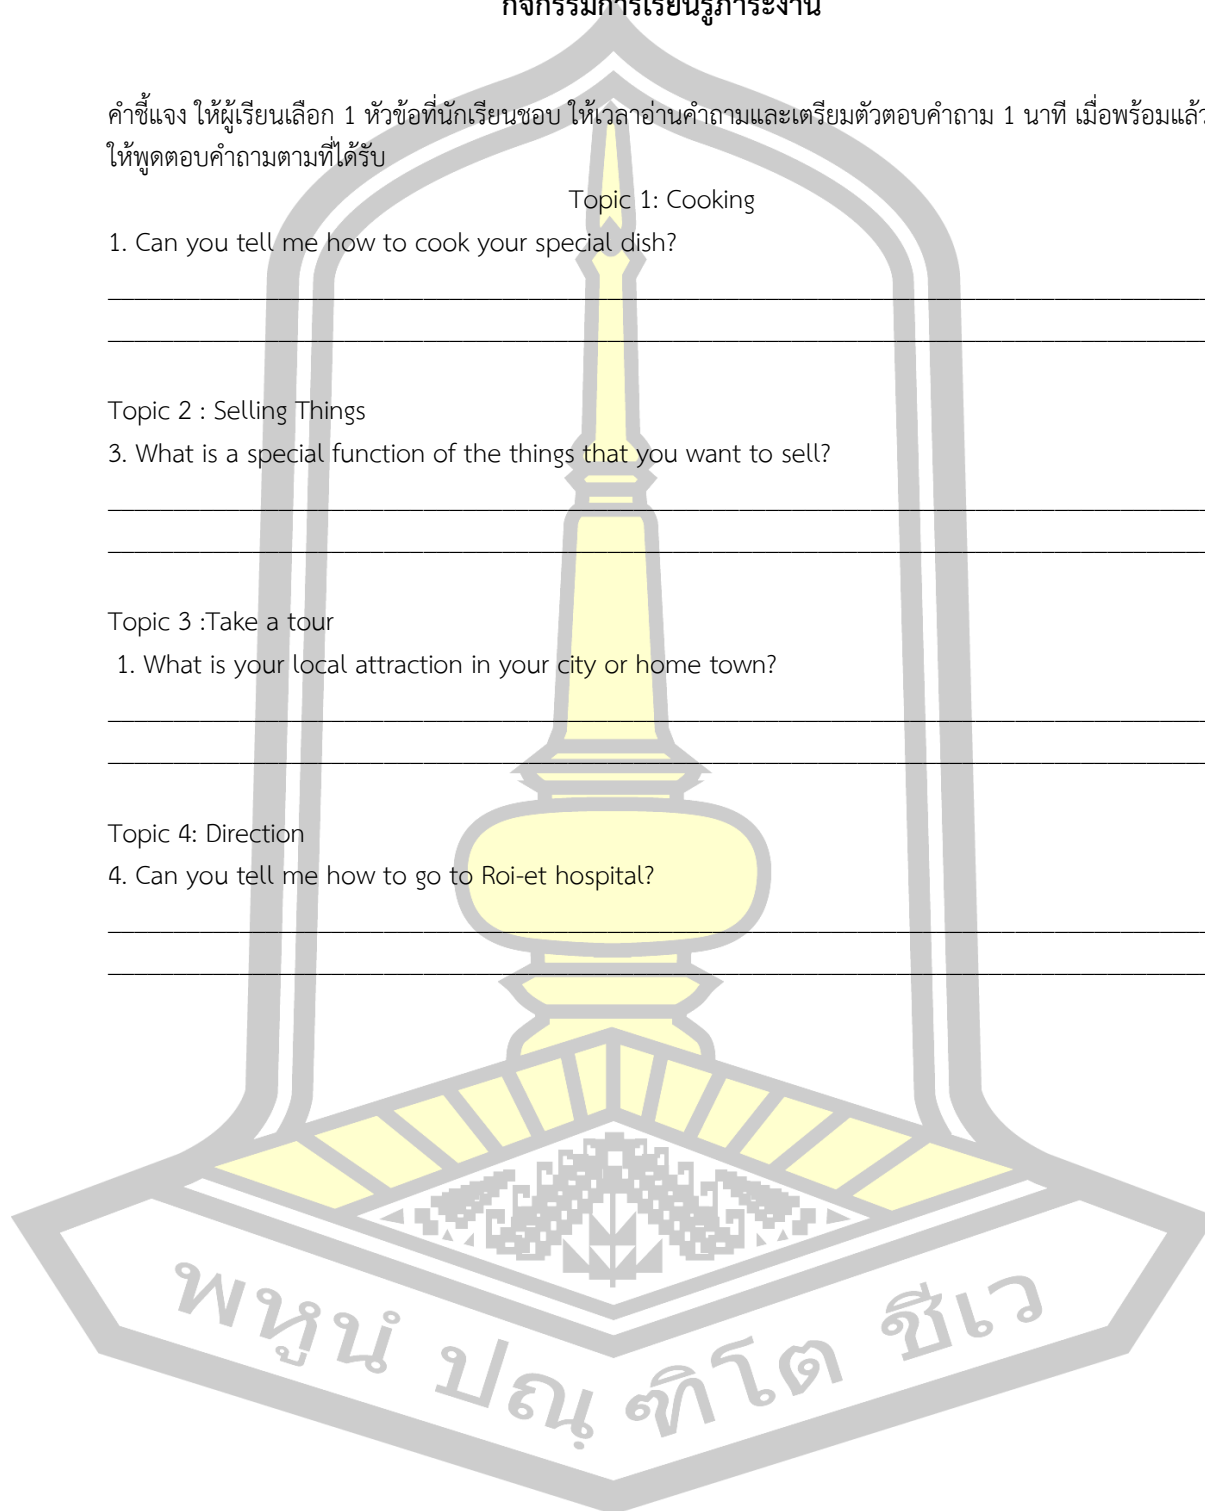 กิจกรรมการเรียนรู้ภาระงาน
คำชี้แจง ให้ผู้เรียนเลือก 1 หัวข้อที่นักเรียนชอบ ให้เวลาอ่านคำถามและเตรียมตัวตอบคำถาม 1 นาที เมื่อพร้อมแล้ว
ให้พูดตอบคำถามตามที่ได้รับ
Topic 1: Cooking
1. Can you tell me how to cook your special dish?
Topic 2 : Selling Things
3. What is a special function of the things that you want to sell?
Topic 3 :Take a tour
1. What is your local attraction in your city or home town?
Topic 4: Direction
4. Can you tell me how to go to Roi-et hospital?
พหูนํ ปณฺ ฑิโต ชีเว